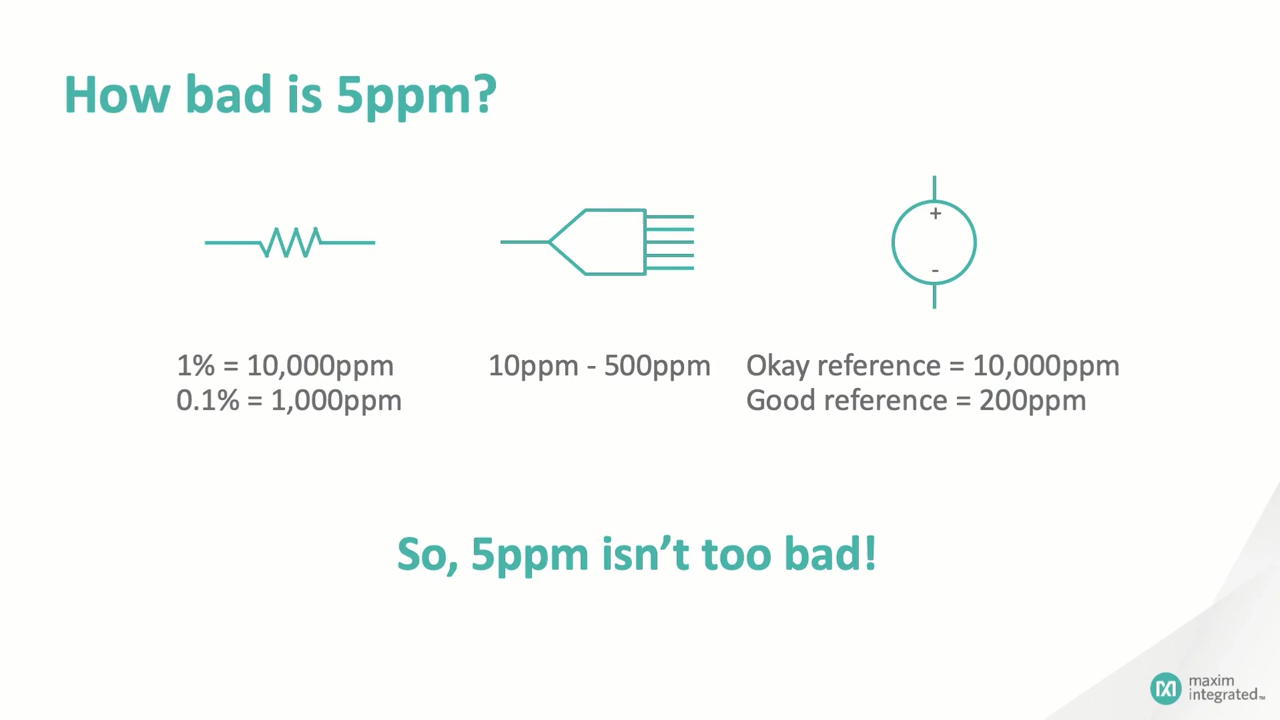 How bad is 5ppm?
+
-
1% = 10,000ppm
0.1% = 1,000ppm
10ppm - 500ppm
Okay reference = 10,000ppm
Good reference = 200ppm
So, 5ppm isn’t too bad!
maxim
integrated™